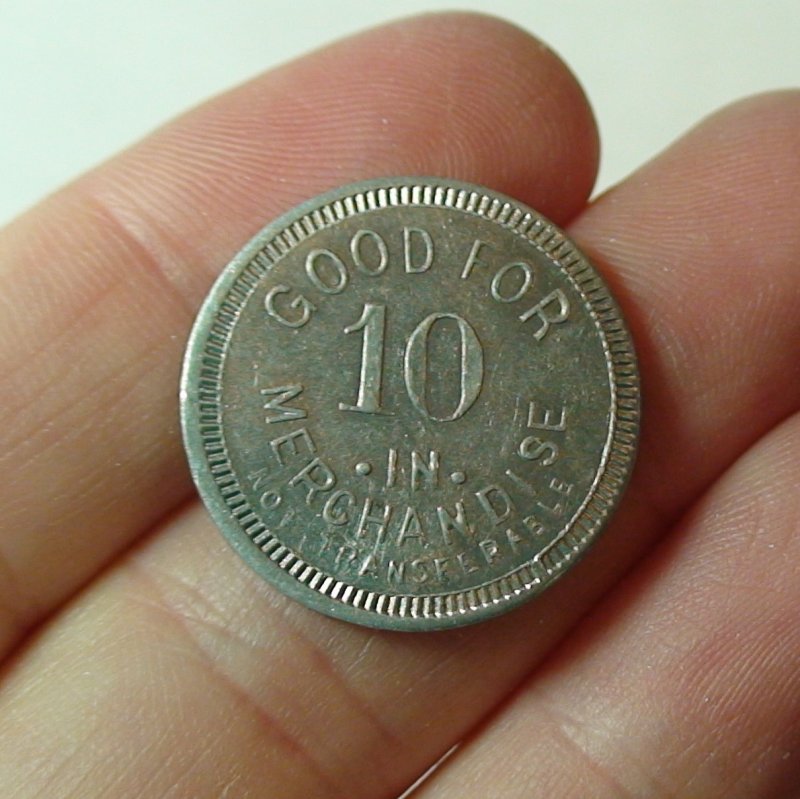 GOOD FOR
10
·IN·
MERCHANDISE
NOT TRANSFERABLE